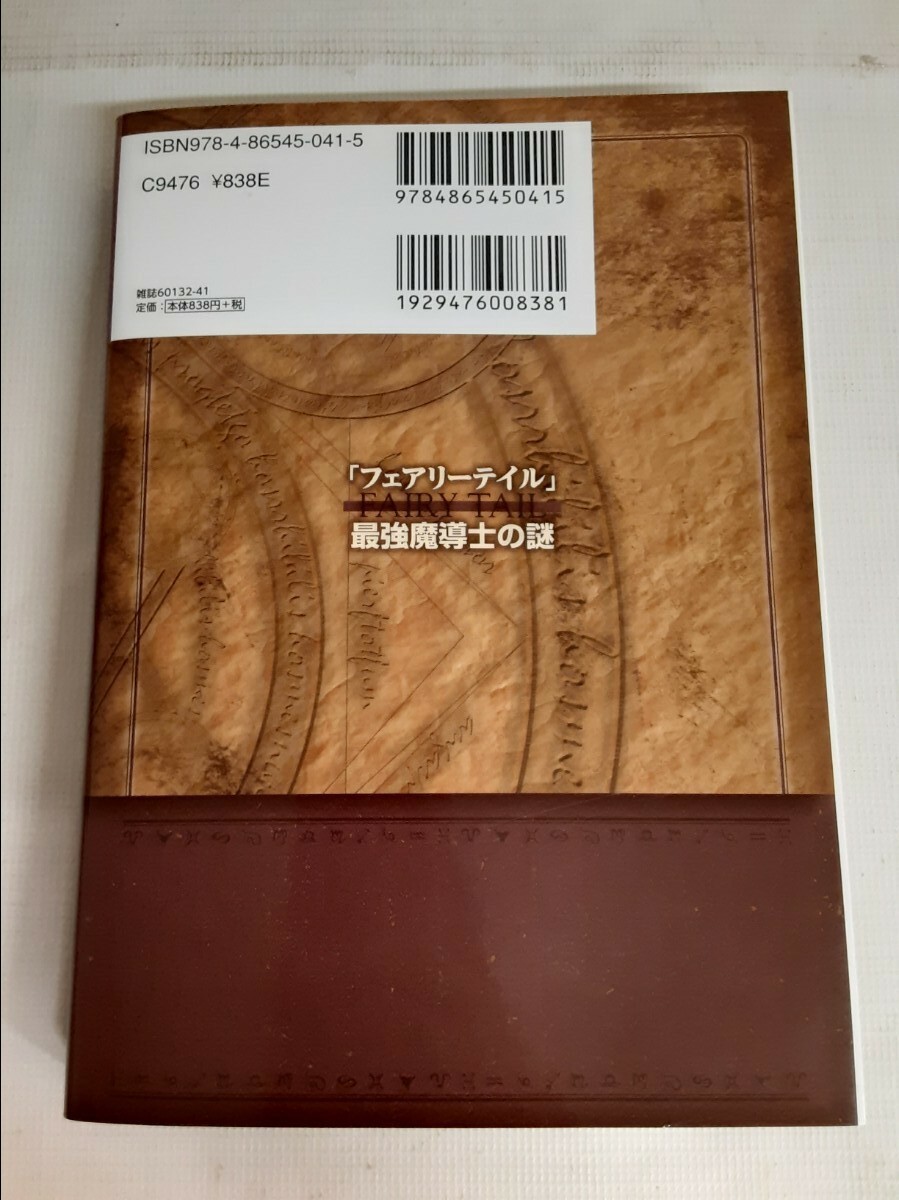 ISBN978-4-86545-041-5
C9476 ¥838E
9784865450415
1929476008381
雑誌60132-41
定価：本体838円+税
「フェアリーテイル」
FAIRY TAIL
最強魔導士の謎